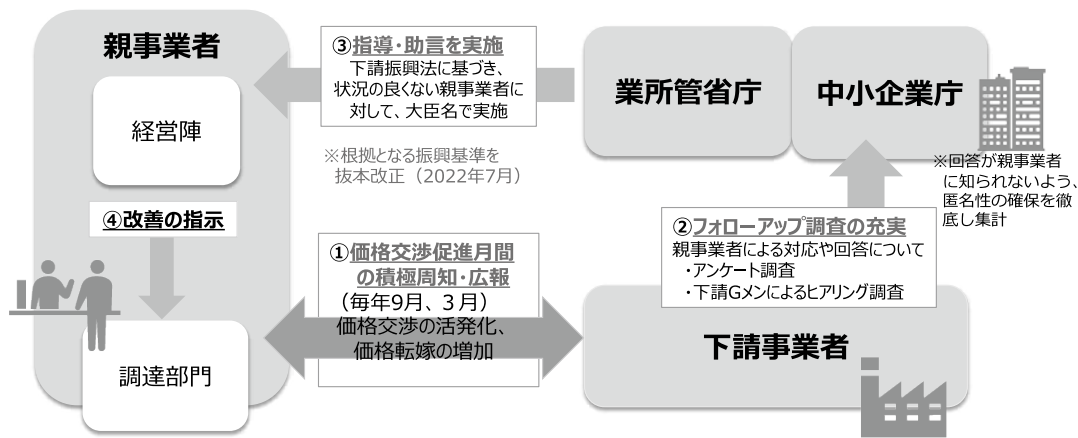 親事業者
経営陣
④改善の指示
調達部門
③指導・助言を実施
下請振興法に基づき、
状況の良くない親事業者に
対して、大臣名で実施
※根拠となる振興基準を
抜本改正（2022年7月）
①価格交渉促進月間
の積極周知・広報
（毎年9月、３月）
価格交渉の活発化、
価格転嫁の増加
業所管省庁
中小企業庁
※回答が親事業者
に知られないよう、
匿名性の確保を徹
底し集計
②フォローアップ調査の充実
親事業者による対応や回答について
・アンケート調査
・下請Gメンによるヒアリング調査
下請事業者